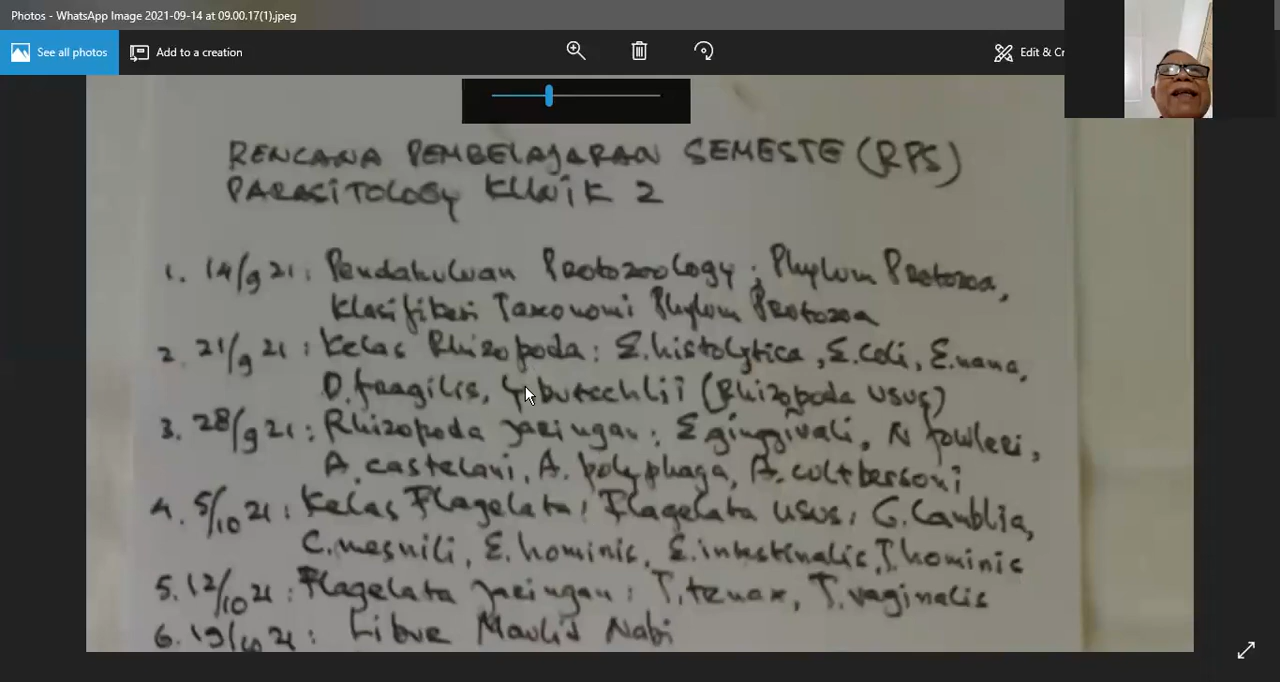 Photos - WhatsApp Image 2021-09-14 at 09.00.17(1).jpeg
See all photos
Add to a creation
Edit & Cr
RENCANA PEMBELAJARAN SEMESTE (RPS)
PARASITOLOGY KLINIK 2
1. 14/9 21: Pendahuluan Protozoology; Phylum Protozoa,
Klasifikasi Taxonomi Phylum Protozoa
2. 21/9 21: Kelas Rhizopoda: E.histolytica, E.coli, E.nana,
D.fragilis, butschlii (Rhizopoda usus)
3. 28/9 21: Rhizopoda jaringan: E ginggivali, N fowleri,
A. castelani, A. polyphaga, A. cultbersoni
4. 5/10 21: Kelas Flagelata: Flagelata usus: G. Lamblia,
C. mesnili, E. hominis, E. intestinalis, T. hominis
5. 12/10 21: Flagelata jaringan: T. tenax, T. vaginalis
6. 19/10 21: Libur Maulid Nabi